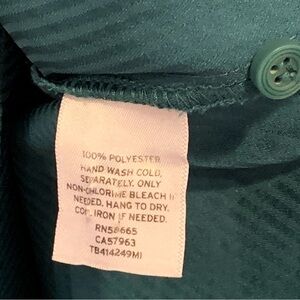 100% POLYESTER
HAND WASH COLD,
SEPARATELY. ONLY
NON-CHLORINE BLEACH IF
NEEDED. HANG TO DRY.
IRON IF NEEDED.
RN58665
CA57963
TB414249MI